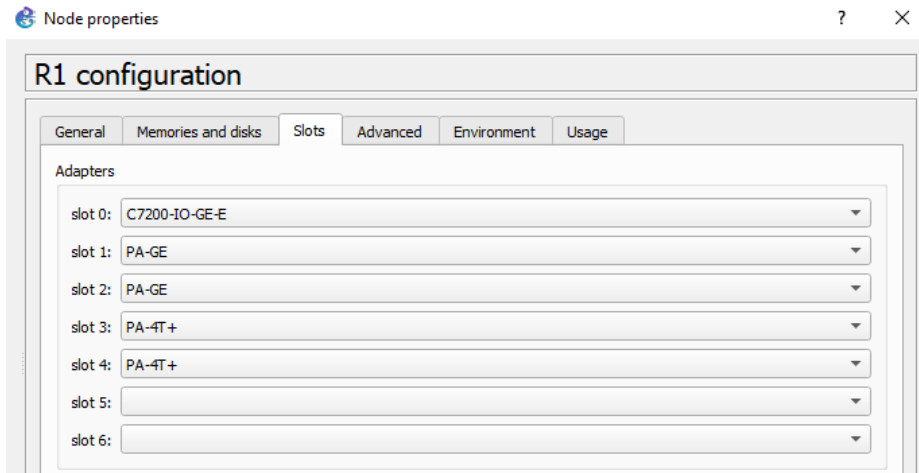 Node properties ? ×
R1 configuration
General Memories and disks Slots Advanced Environment Usage
Adapters
slot 0: C7200-IO-GE-E
slot 1: PA-GE
slot 2: PA-GE
slot 3: PA-4T+
slot 4: PA-4T+
slot 5:
slot 6: